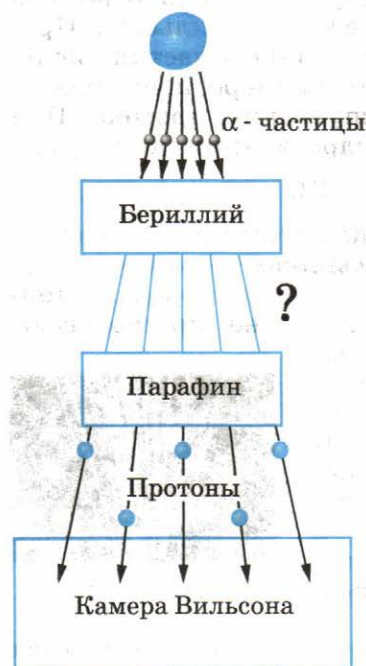 α - частицы
Бериллий
?
Парафин
Протоны
Камера Вильсона